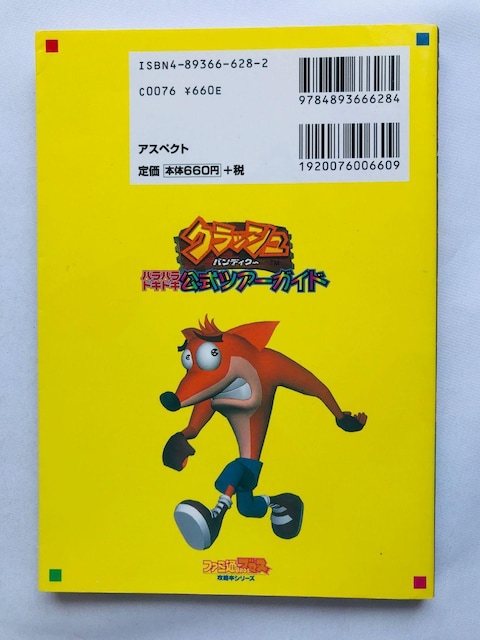 ISBN4-89366-628-2
C0076 ¥660E
9784893666284
アスペクト
定価 本体660円 +税
1920076006609
クラッシュ
バンディクー
ハラハラ
ドキドキ 公式ツアーガイド
ファミ通ブロス
攻略本シリーズ